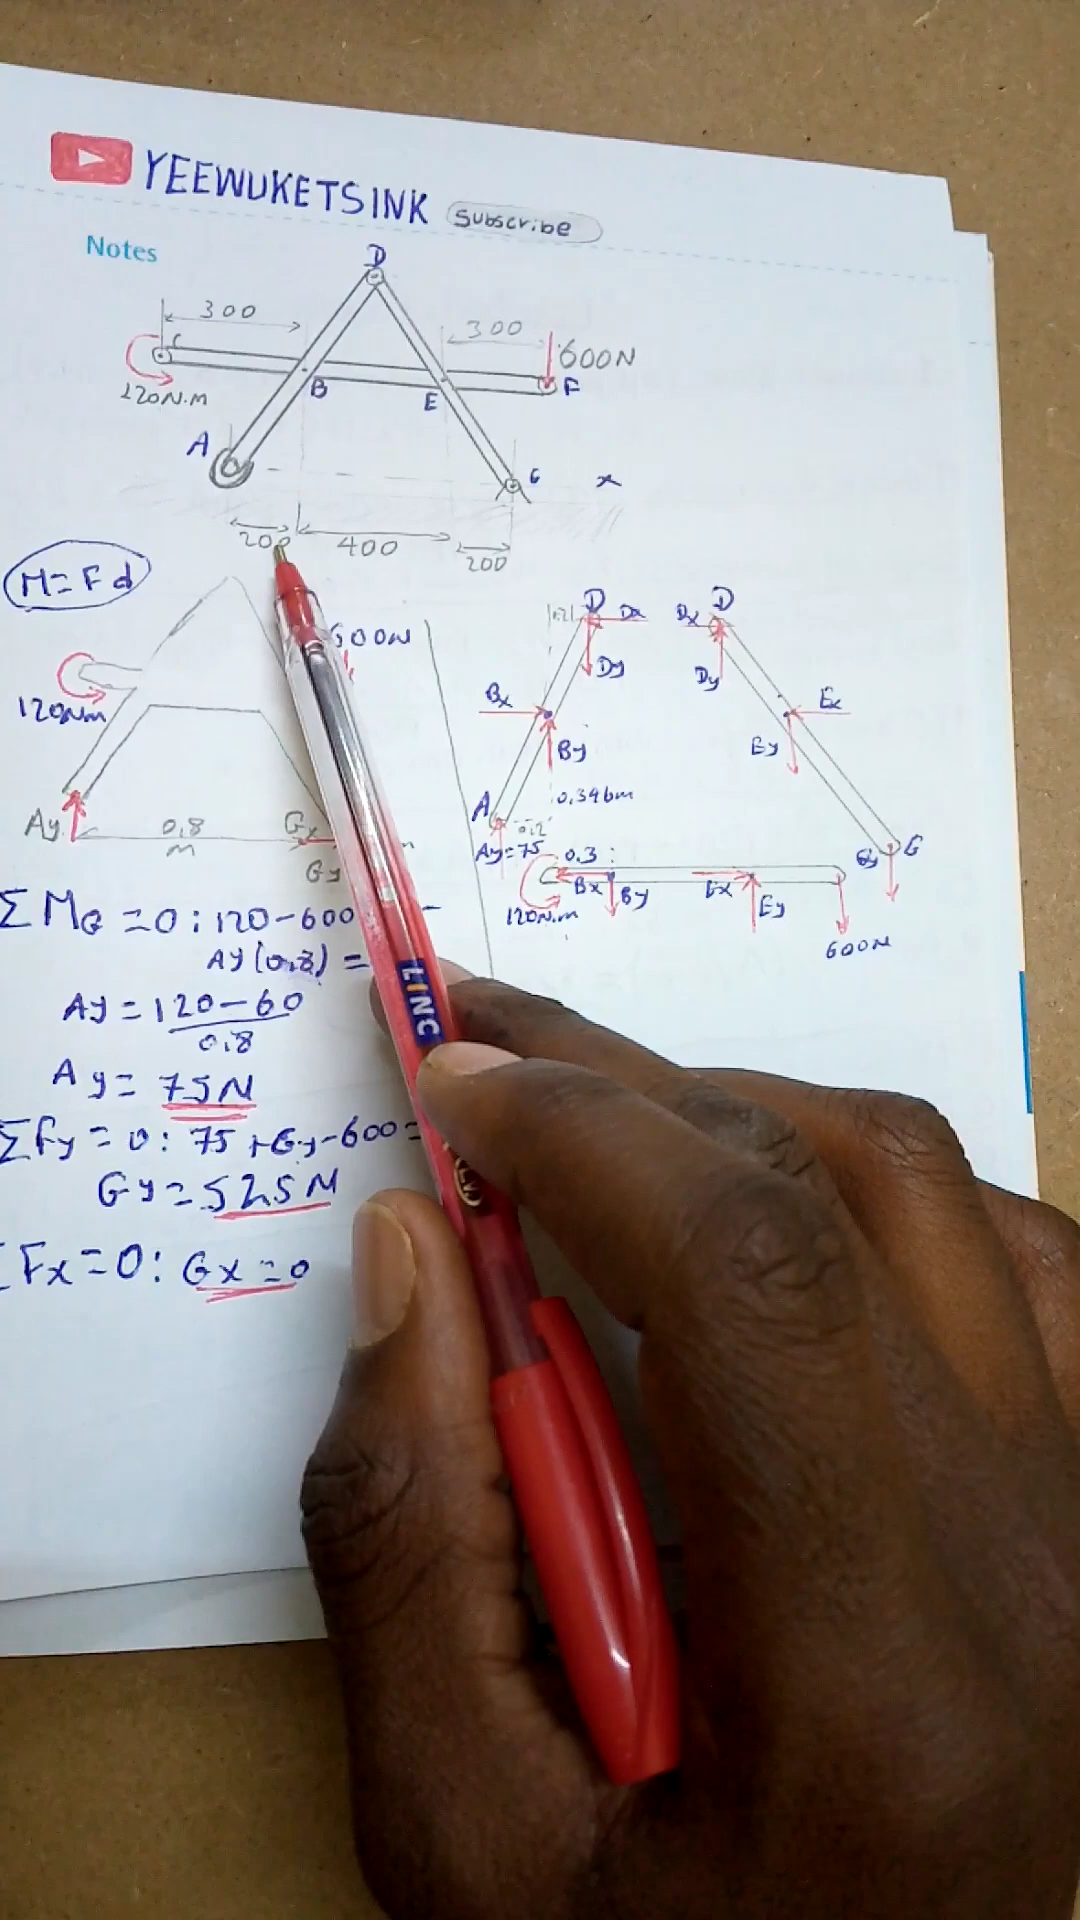 YEEWUKETSINK subscribe
Notes
D
300
300
C
600N
120N.m
B
E
F
A
G
x
200
400
200
M=Fd
600N
120Nm
Ay
0.8
m
Gx
Gy
D
Dx
Dy
Bx
By
0.346m
A
0.2
Ay=75
Dx
D
Dy
Ex
Ey
Gy
G
0.3
Bx
By
Ex
Ey
120N.m
600N
ΣMG=0: 120-600
Ay(0.8)=
Ay=120-60
0.8
Ay= 75N
ΣFy=0: 75+Gy-600=
Gy=525N
ΣFx=0: Gx=0
LINC